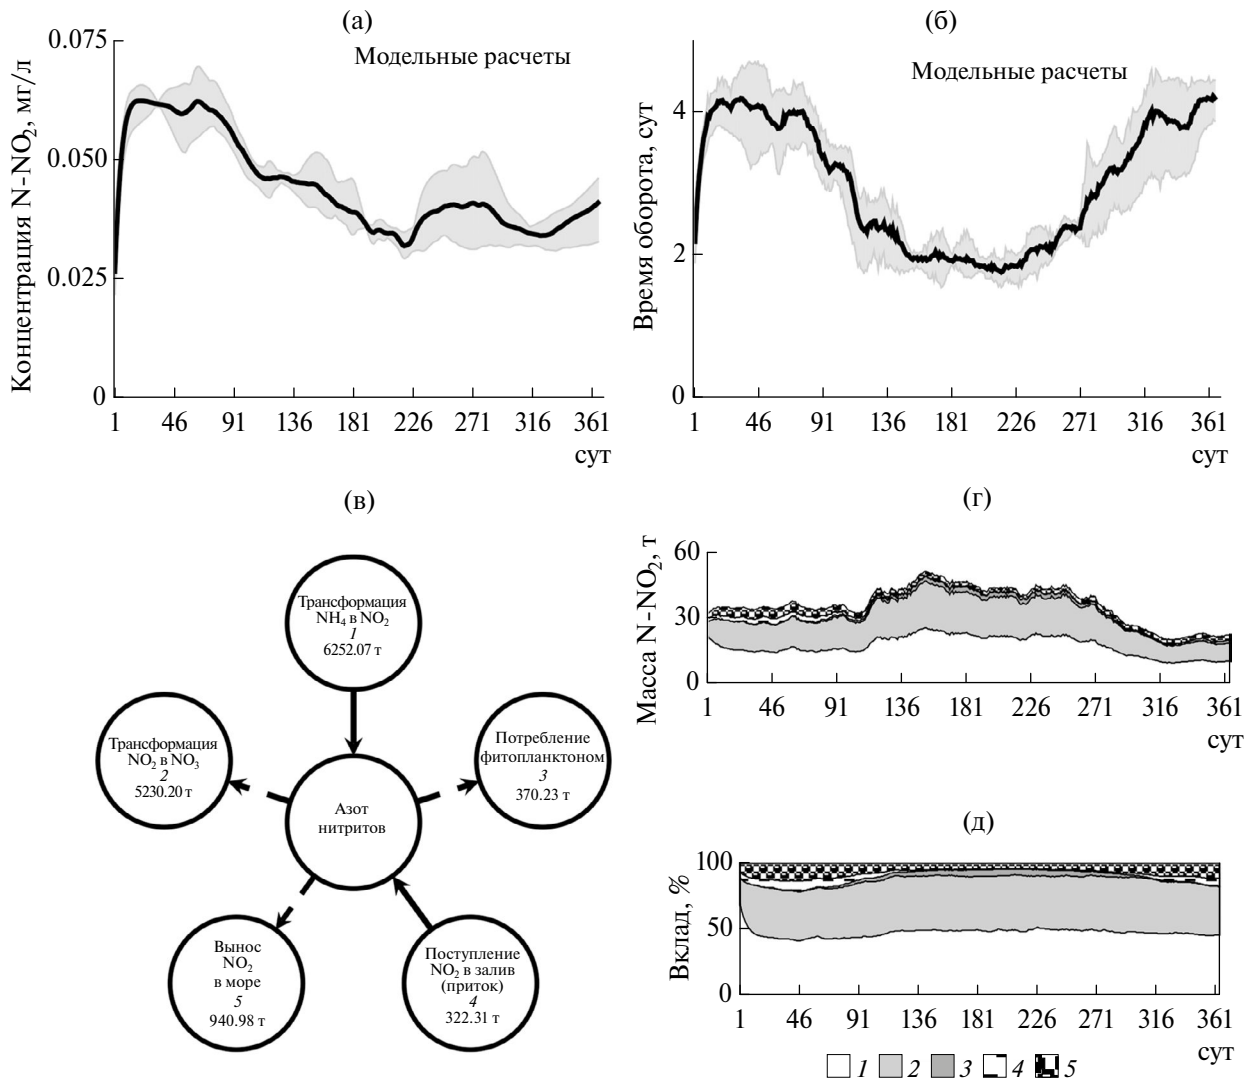 (а)
Концентрация N-NO2, мг/л
0.075
0.050
0.025
0
Модельные расчеты
1 46 91 136 181 226 271 316 361
сут
(б)
Время оборота, сут
4
2
0
Модельные расчеты
1 46 91 136 181 226 271 316 361
сут
(в)
Трансформация
NH4 в NO2
1
6252.07 т
Трансформация
NO2 в NO3
2
5230.20 т
Потребление
фитопланктоном
3
370.23 т
Азот
нитритов
Вынос
NO2
в море
5
940.98 т
Поступление
NO2 в залив
(приток)
4
322.31 т
(г)
Масса N-NO2, т
60
30
0
1 46 91 136 181 226 271 316 361
сут
(д)
Вклад, %
100
50
0
1 46 91 136 181 226 271 316 361
сут
1 2 3 4 5